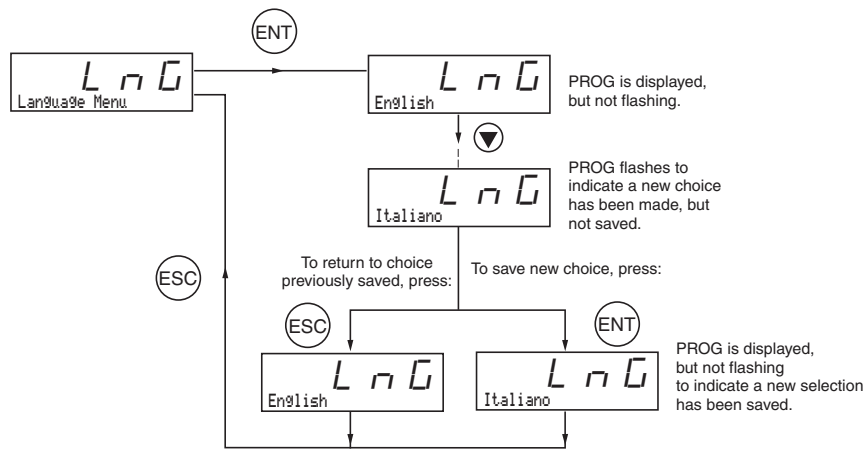 ENT
LnG
Language Menu
LnG
English
PROG is displayed,
but not flashing.
LnG
Italiano
PROG flashes to
indicate a new choice
has been made, but
not saved.
ESC
To return to choice
previously saved, press:
To save new choice, press:
ESC
ENT
LnG
English
LnG
Italiano
PROG is displayed,
but not flashing
to indicate a new selection
has been saved.